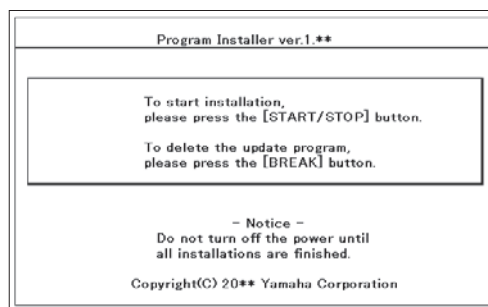 Program Installer ver.1.**
To start installation,
please press the [START/STOP] button.
To delete the update program,
please press the [BREAK] button.
– Notice –
Do not turn off the power until
all installations are finished.
Copyright(C) 20** Yamaha Corporation